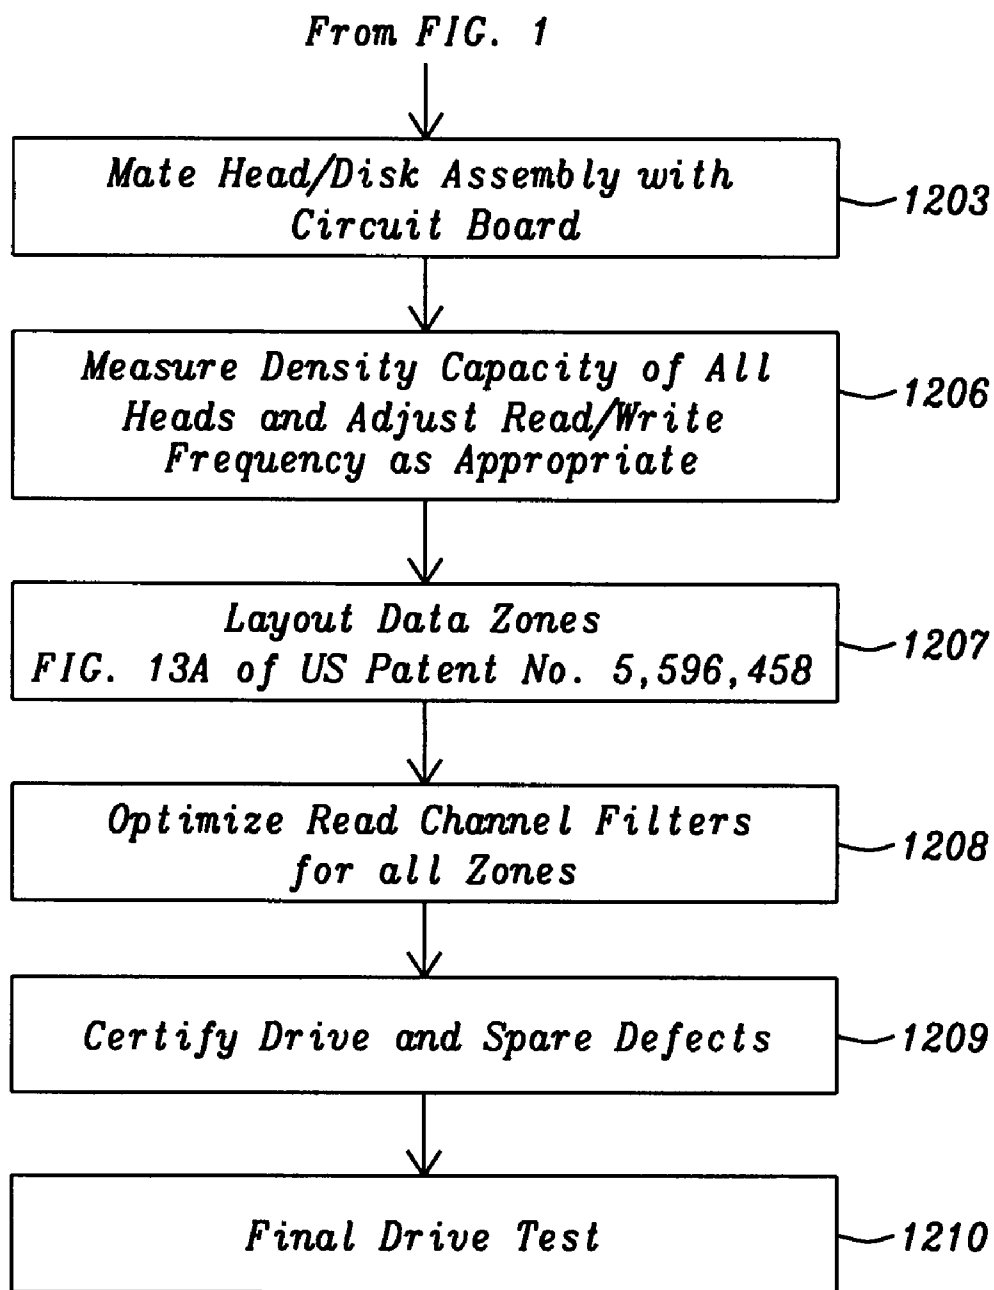 From FIG. 1
Mate Head/Disk Assembly with
Circuit Board
1203
Measure Density Capacity of All
Heads and Adjust Read/Write
Frequency as Appropriate
1206
Layout Data Zones
FIG. 13A of US Patent No. 5,596,458
1207
Optimize Read Channel Filters
for all Zones
1208
Certify Drive and Spare Defects
1209
Final Drive Test
1210